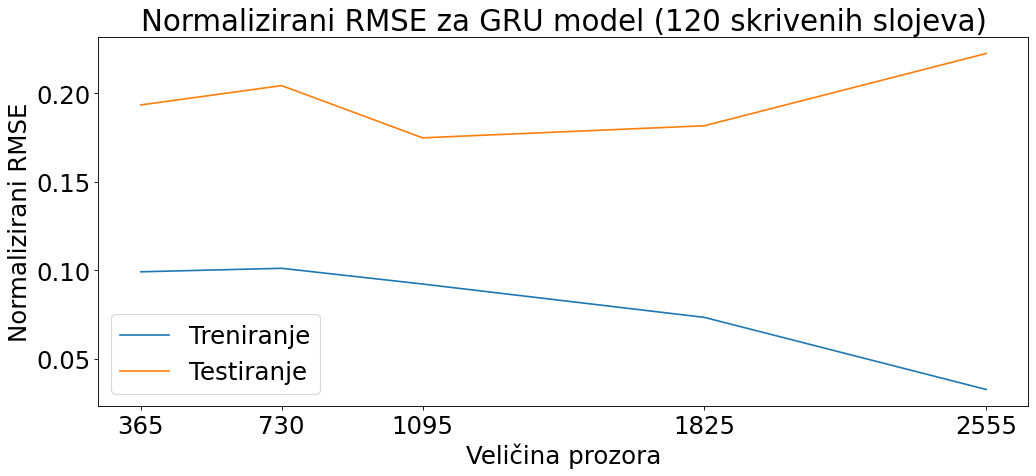 Normalizirani RMSE za GRU model (120 skrivenih slojeva)
Normalizirani RMSE
0.20
0.15
0.10
0.05
Treniranje
Testiranje
365 730 1095 1825 2555
Veličina prozora